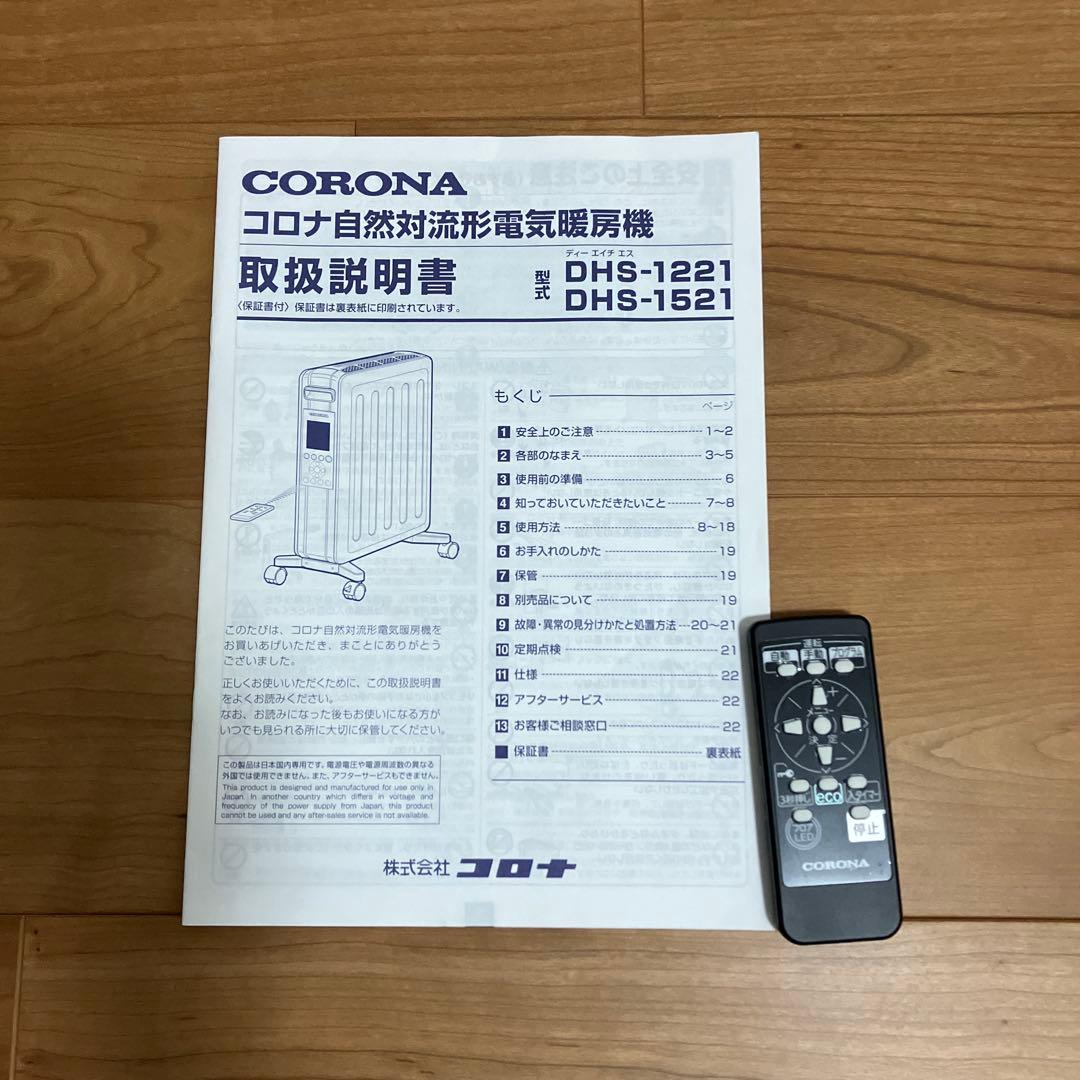 CORONA
コロナ自然対流形電気暖房機
取扱説明書
〈保証書付〉保証書は裏表紙に印刷されています。
型式
ディー エイチ エス
DHS-1221
DHS-1521
もくじ
ページ
1 安全上のご注意 1〜2
2 各部のなまえ 3〜5
3 使用前の準備 6
4 知っておいていただきたいこと 7〜8
5 使用方法 8〜18
6 お手入れのしかた 19
7 保管 19
8 別売品について 19
9 故障・異常の見分けかたと処置方法 20〜21
10 定期点検 21
11 仕様 22
12 アフターサービス 22
13 お客様ご相談窓口 22
■ 保証書 裏表紙
このたびは、コロナ自然対流形電気暖房機を
お買いあげいただき、まことにありがとう
ございました。
正しくお使いいただくために、この取扱説明書
をよくお読みください。
なお、お読みになった後もお使いになる方が
いつでも見られる所に大切に保管してください。
この製品は日本国内専用です。電源電圧や電源周波数の異なる
外国では使用できません。また、アフターサービスもできません。
This product is designed and manufactured for use only in
Japan. In another country which differs in voltage and
frequency of the power supply from Japan, this product
cannot be used and any after-sales service is not available.
株式会社 コロナ
運転
自動
手動
プログラム
+
メニュー
決定
−
3秒押し
eco
入タイマー
フロア
LED
停止
CORONA